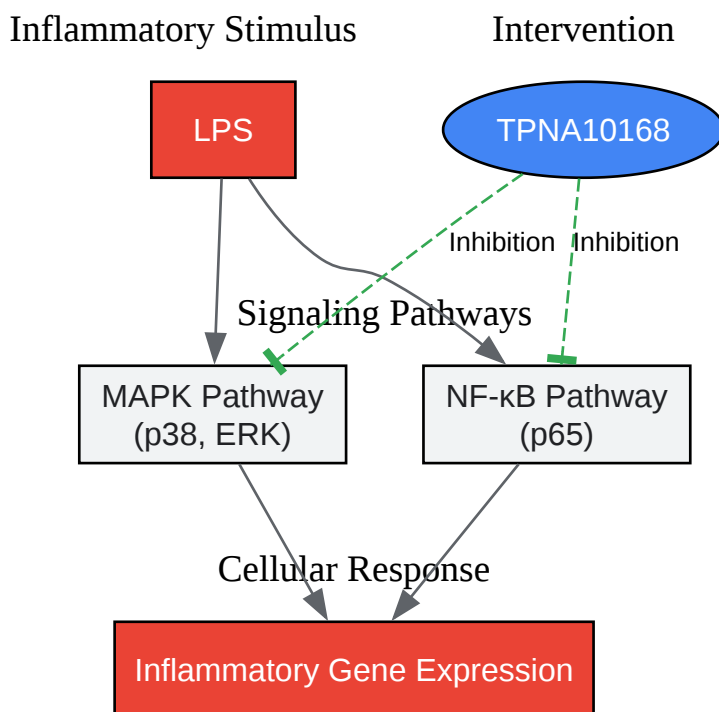 Inflammatory Stimulus
Intervention
LPS
TPNA10168
Inhibition
Inhibition
Signaling Pathways
MAPK Pathway
(p38, ERK)
NF-κB Pathway
(p65)
Cellular Response
Inflammatory Gene Expression